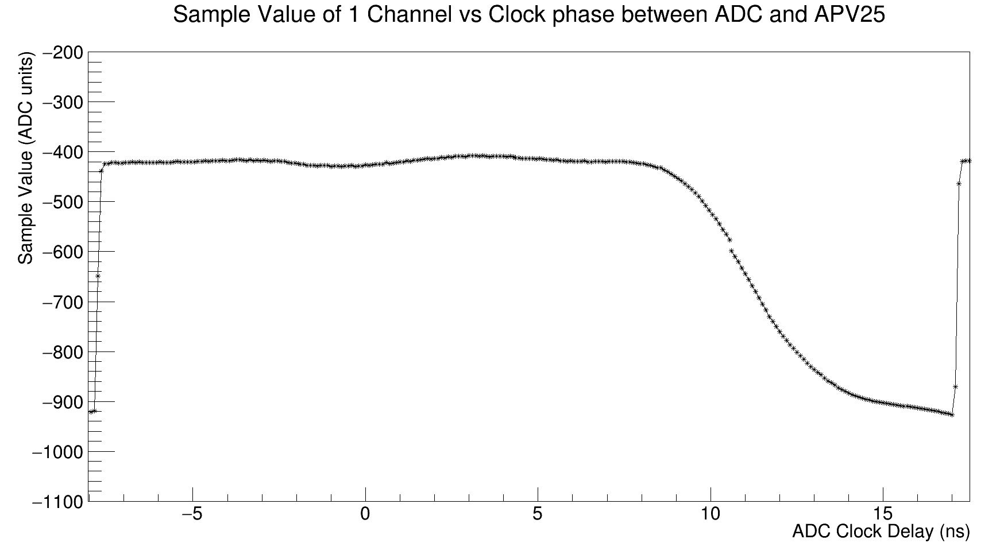 Sample Value of 1 Channel vs Clock phase between ADC and APV25
Sample Value (ADC units)
−200
−300
−400
−500
−600
−700
−800
−900
−1000
−1100
−5 0 5 10 15
ADC Clock Delay (ns)